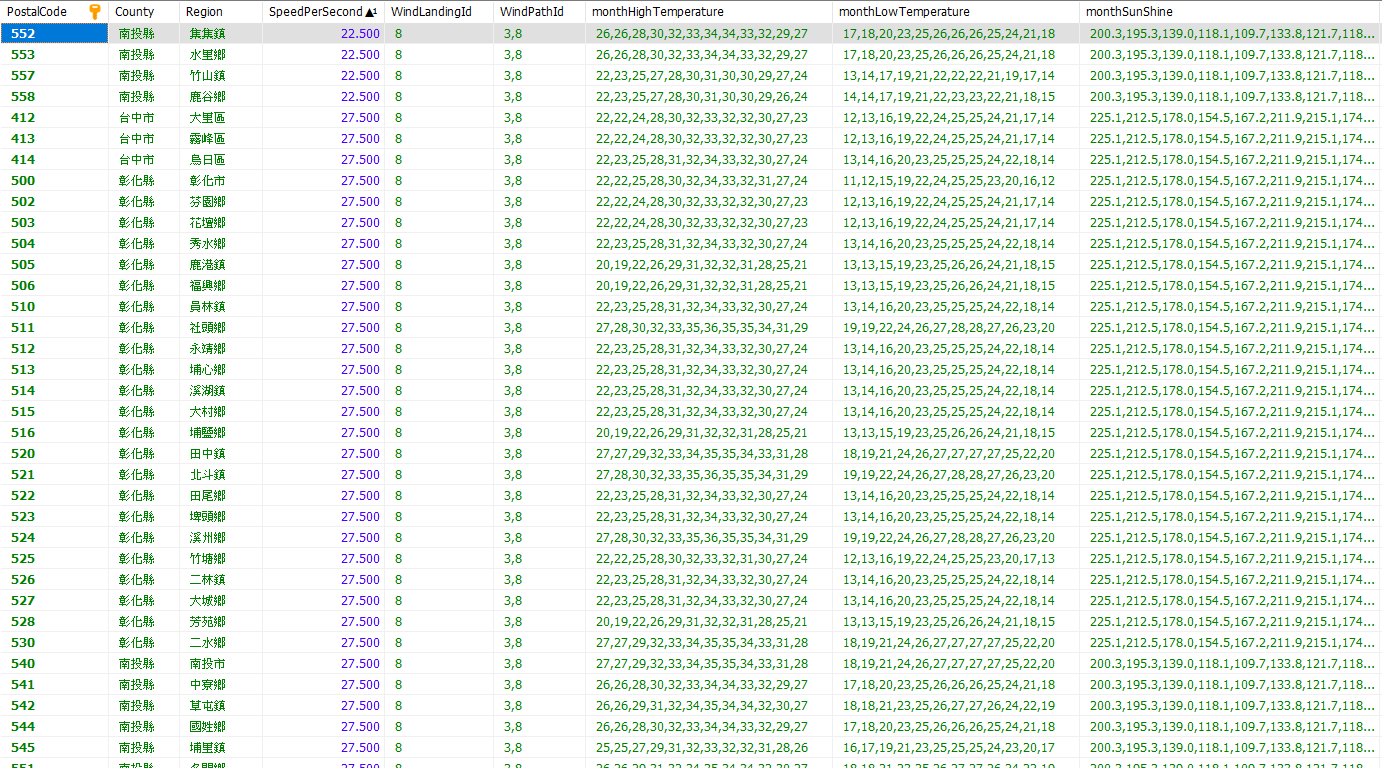 PostalCode County Region SpeedPerSecond ▲1 WindLandingId WindPathId monthHighTemperature monthLowTemperature monthSunShine
552 南投縣 集集鎮 22.500 8 3,8 26,26,28,30,32,33,34,34,33,32,29,27 17,18,20,23,25,26,26,26,25,24,21,18 200.3,195.3,139.0,118.1,109.7,133.8,121.7,118...
553 南投縣 水里鄉 22.500 8 3,8 26,26,28,30,32,33,34,34,33,32,29,27 17,18,20,23,25,26,26,26,25,24,21,18 200.3,195.3,139.0,118.1,109.7,133.8,121.7,118...
557 南投縣 竹山鎮 22.500 8 3,8 22,23,25,27,28,30,31,30,30,29,27,24 13,14,17,19,21,22,22,22,21,19,17,14 200.3,195.3,139.0,118.1,109.7,133.8,121.7,118...
558 南投縣 鹿谷鄉 22.500 8 3,8 22,23,25,27,28,30,31,30,30,29,26,24 14,14,17,19,21,22,23,23,22,21,18,15 200.3,195.3,139.0,118.1,109.7,133.8,121.7,118...
412 台中市 大里區 27.500 8 3,8 22,22,24,28,30,32,33,32,32,30,27,23 12,13,16,19,22,24,25,25,24,21,17,14 225.1,212.5,178.0,154.5,167.2,211.9,215.1,174...
413 台中市 霧峰區 27.500 8 3,8 22,22,24,28,30,32,33,32,32,30,27,23 12,13,16,19,22,24,25,25,24,21,17,14 225.1,212.5,178.0,154.5,167.2,211.9,215.1,174...
414 台中市 烏日區 27.500 8 3,8 22,23,25,28,31,32,34,33,32,30,27,24 13,14,16,20,23,25,25,25,24,22,18,14 225.1,212.5,178.0,154.5,167.2,211.9,215.1,174...
500 彰化縣 彰化市 27.500 8 3,8 22,22,25,28,30,32,34,33,32,31,27,24 11,12,15,19,22,24,25,25,23,20,16,12 225.1,212.5,178.0,154.5,167.2,211.9,215.1,174...
502 彰化縣 芬園鄉 27.500 8 3,8 22,22,24,28,30,32,33,32,32,30,27,23 12,13,16,19,22,24,25,25,24,21,17,14 225.1,212.5,178.0,154.5,167.2,211.9,215.1,174...
503 彰化縣 花壇鄉 27.500 8 3,8 22,22,24,28,30,32,33,32,32,30,27,23 12,13,16,19,22,24,25,25,24,21,17,14 225.1,212.5,178.0,154.5,167.2,211.9,215.1,174...
504 彰化縣 秀水鄉 27.500 8 3,8 22,23,25,28,31,32,34,33,32,30,27,24 13,14,16,20,23,25,25,25,24,22,18,14 225.1,212.5,178.0,154.5,167.2,211.9,215.1,174...
505 彰化縣 鹿港鎮 27.500 8 3,8 20,19,22,26,29,31,32,32,31,28,25,21 13,13,15,19,23,25,26,26,24,21,18,15 225.1,212.5,178.0,154.5,167.2,211.9,215.1,174...
506 彰化縣 福興鄉 27.500 8 3,8 20,19,22,26,29,31,32,32,31,28,25,21 13,13,15,19,23,25,26,26,24,21,18,15 225.1,212.5,178.0,154.5,167.2,211.9,215.1,174...
510 彰化縣 員林鎮 27.500 8 3,8 22,23,25,28,31,32,34,33,32,30,27,24 13,14,16,20,23,25,25,25,24,22,18,14 225.1,212.5,178.0,154.5,167.2,211.9,215.1,174...
511 彰化縣 社頭鄉 27.500 8 3,8 27,28,30,32,33,35,36,35,35,34,31,29 19,19,22,24,26,27,28,28,27,26,23,20 225.1,212.5,178.0,154.5,167.2,211.9,215.1,174...
512 彰化縣 永靖鄉 27.500 8 3,8 22,23,25,28,31,32,34,33,32,30,27,24 13,14,16,20,23,25,25,25,24,22,18,14 225.1,212.5,178.0,154.5,167.2,211.9,215.1,174...
513 彰化縣 埔心鄉 27.500 8 3,8 22,23,25,28,31,32,34,33,32,30,27,24 13,14,16,20,23,25,25,25,24,22,18,14 225.1,212.5,178.0,154.5,167.2,211.9,215.1,174...
514 彰化縣 溪湖鎮 27.500 8 3,8 22,23,25,28,31,32,34,33,32,30,27,24 13,14,16,20,23,25,25,25,24,22,18,14 225.1,212.5,178.0,154.5,167.2,211.9,215.1,174...
515 彰化縣 大村鄉 27.500 8 3,8 22,23,25,28,31,32,34,33,32,30,27,24 13,14,16,20,23,25,25,25,24,22,18,14 225.1,212.5,178.0,154.5,167.2,211.9,215.1,174...
516 彰化縣 埔鹽鄉 27.500 8 3,8 20,19,22,26,29,31,32,32,31,28,25,21 13,13,15,19,23,25,26,26,24,21,18,15 225.1,212.5,178.0,154.5,167.2,211.9,215.1,174...
520 彰化縣 田中鎮 27.500 8 3,8 27,27,29,32,33,34,35,35,34,33,31,28 18,19,21,24,26,27,27,27,27,25,22,20 225.1,212.5,178.0,154.5,167.2,211.9,215.1,174...
521 彰化縣 北斗鎮 27.500 8 3,8 27,28,30,32,33,35,36,35,35,34,31,29 19,19,22,24,26,27,28,28,27,26,23,20 225.1,212.5,178.0,154.5,167.2,211.9,215.1,174...
522 彰化縣 田尾鄉 27.500 8 3,8 22,23,25,28,31,32,34,33,32,30,27,24 13,14,16,20,23,25,25,25,24,22,18,14 225.1,212.5,178.0,154.5,167.2,211.9,215.1,174...
523 彰化縣 埤頭鄉 27.500 8 3,8 22,23,25,28,31,32,34,33,32,30,27,24 13,14,16,20,23,25,25,25,24,22,18,14 225.1,212.5,178.0,154.5,167.2,211.9,215.1,174...
524 彰化縣 溪州鄉 27.500 8 3,8 27,28,30,32,33,35,36,35,35,34,31,29 19,19,22,24,26,27,28,28,27,26,23,20 225.1,212.5,178.0,154.5,167.2,211.9,215.1,174...
525 彰化縣 竹塘鄉 27.500 8 3,8 22,22,25,28,30,32,33,32,31,30,27,24 12,13,16,19,22,24,25,25,23,20,17,13 225.1,212.5,178.0,154.5,167.2,211.9,215.1,174...
526 彰化縣 二林鎮 27.500 8 3,8 22,23,25,28,31,32,34,33,32,30,27,24 13,14,16,20,23,25,25,25,24,22,18,14 225.1,212.5,178.0,154.5,167.2,211.9,215.1,174...
527 彰化縣 大城鄉 27.500 8 3,8 22,23,25,28,31,32,34,33,32,30,27,24 13,14,16,20,23,25,25,25,24,22,18,14 225.1,212.5,178.0,154.5,167.2,211.9,215.1,174...
528 彰化縣 芳苑鄉 27.500 8 3,8 20,19,22,26,29,31,32,32,31,28,25,21 13,13,15,19,23,25,26,26,24,21,18,15 225.1,212.5,178.0,154.5,167.2,211.9,215.1,174...
530 彰化縣 二水鄉 27.500 8 3,8 27,27,29,32,33,34,35,35,34,33,31,28 18,19,21,24,26,27,27,27,27,25,22,20 225.1,212.5,178.0,154.5,167.2,211.9,215.1,174...
540 南投縣 南投市 27.500 8 3,8 27,27,29,32,33,34,35,35,34,33,31,28 18,19,21,24,26,27,27,27,27,25,22,20 200.3,195.3,139.0,118.1,109.7,133.8,121.7,118...
541 南投縣 中寮鄉 27.500 8 3,8 26,26,28,30,32,33,34,34,33,32,29,27 17,18,20,23,25,26,26,26,25,24,21,18 200.3,195.3,139.0,118.1,109.7,133.8,121.7,118...
542 南投縣 草屯鎮 27.500 8 3,8 26,26,29,31,32,34,34,34,33,32,30,27 18,18,21,23,25,26,27,27,26,24,22,19 200.3,195.3,139.0,118.1,109.7,133.8,121.7,118...
544 南投縣 國姓鄉 27.500 8 3,8 26,26,28,30,32,33,34,34,33,32,29,27 17,18,20,23,25,26,26,26,25,24,21,18 200.3,195.3,139.0,118.1,109.7,133.8,121.7,118...
545 南投縣 埔里鎮 27.500 8 3,8 25,25,27,29,31,32,33,32,32,31,28,26 16,17,19,21,23,25,25,25,24,23,20,17 200.3,195.3,139.0,118.1,109.7,133.8,121.7,118...